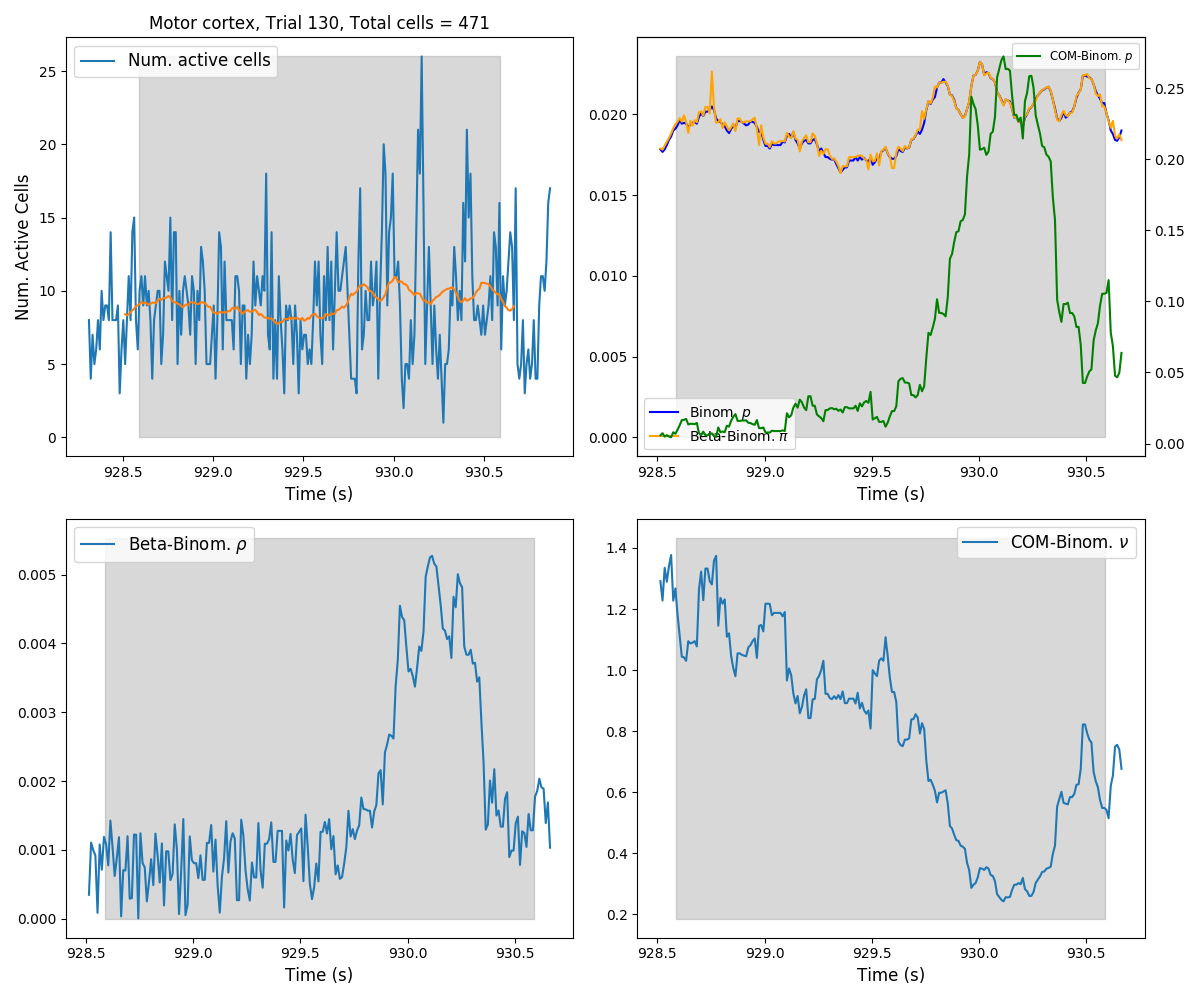 Motor cortex, Trial 130, Total cells = 471
Num. active cells
Num. Active Cells
25
20
15
10
5
0
928.5 929.0 929.5 930.0 930.5
Time (s)
COM-Binom. p
0.020
0.015
0.010
0.005
0.000
0.25
0.20
0.15
0.10
0.05
0.00
Binom. p
Beta-Binom. π
928.5 929.0 929.5 930.0 930.5
Time (s)
Beta-Binom. ρ
0.005
0.004
0.003
0.002
0.001
0.000
928.5 929.0 929.5 930.0 930.5
Time (s)
COM-Binom. ν
1.4
1.2
1.0
0.8
0.6
0.4
0.2
928.5 929.0 929.5 930.0 930.5
Time (s)